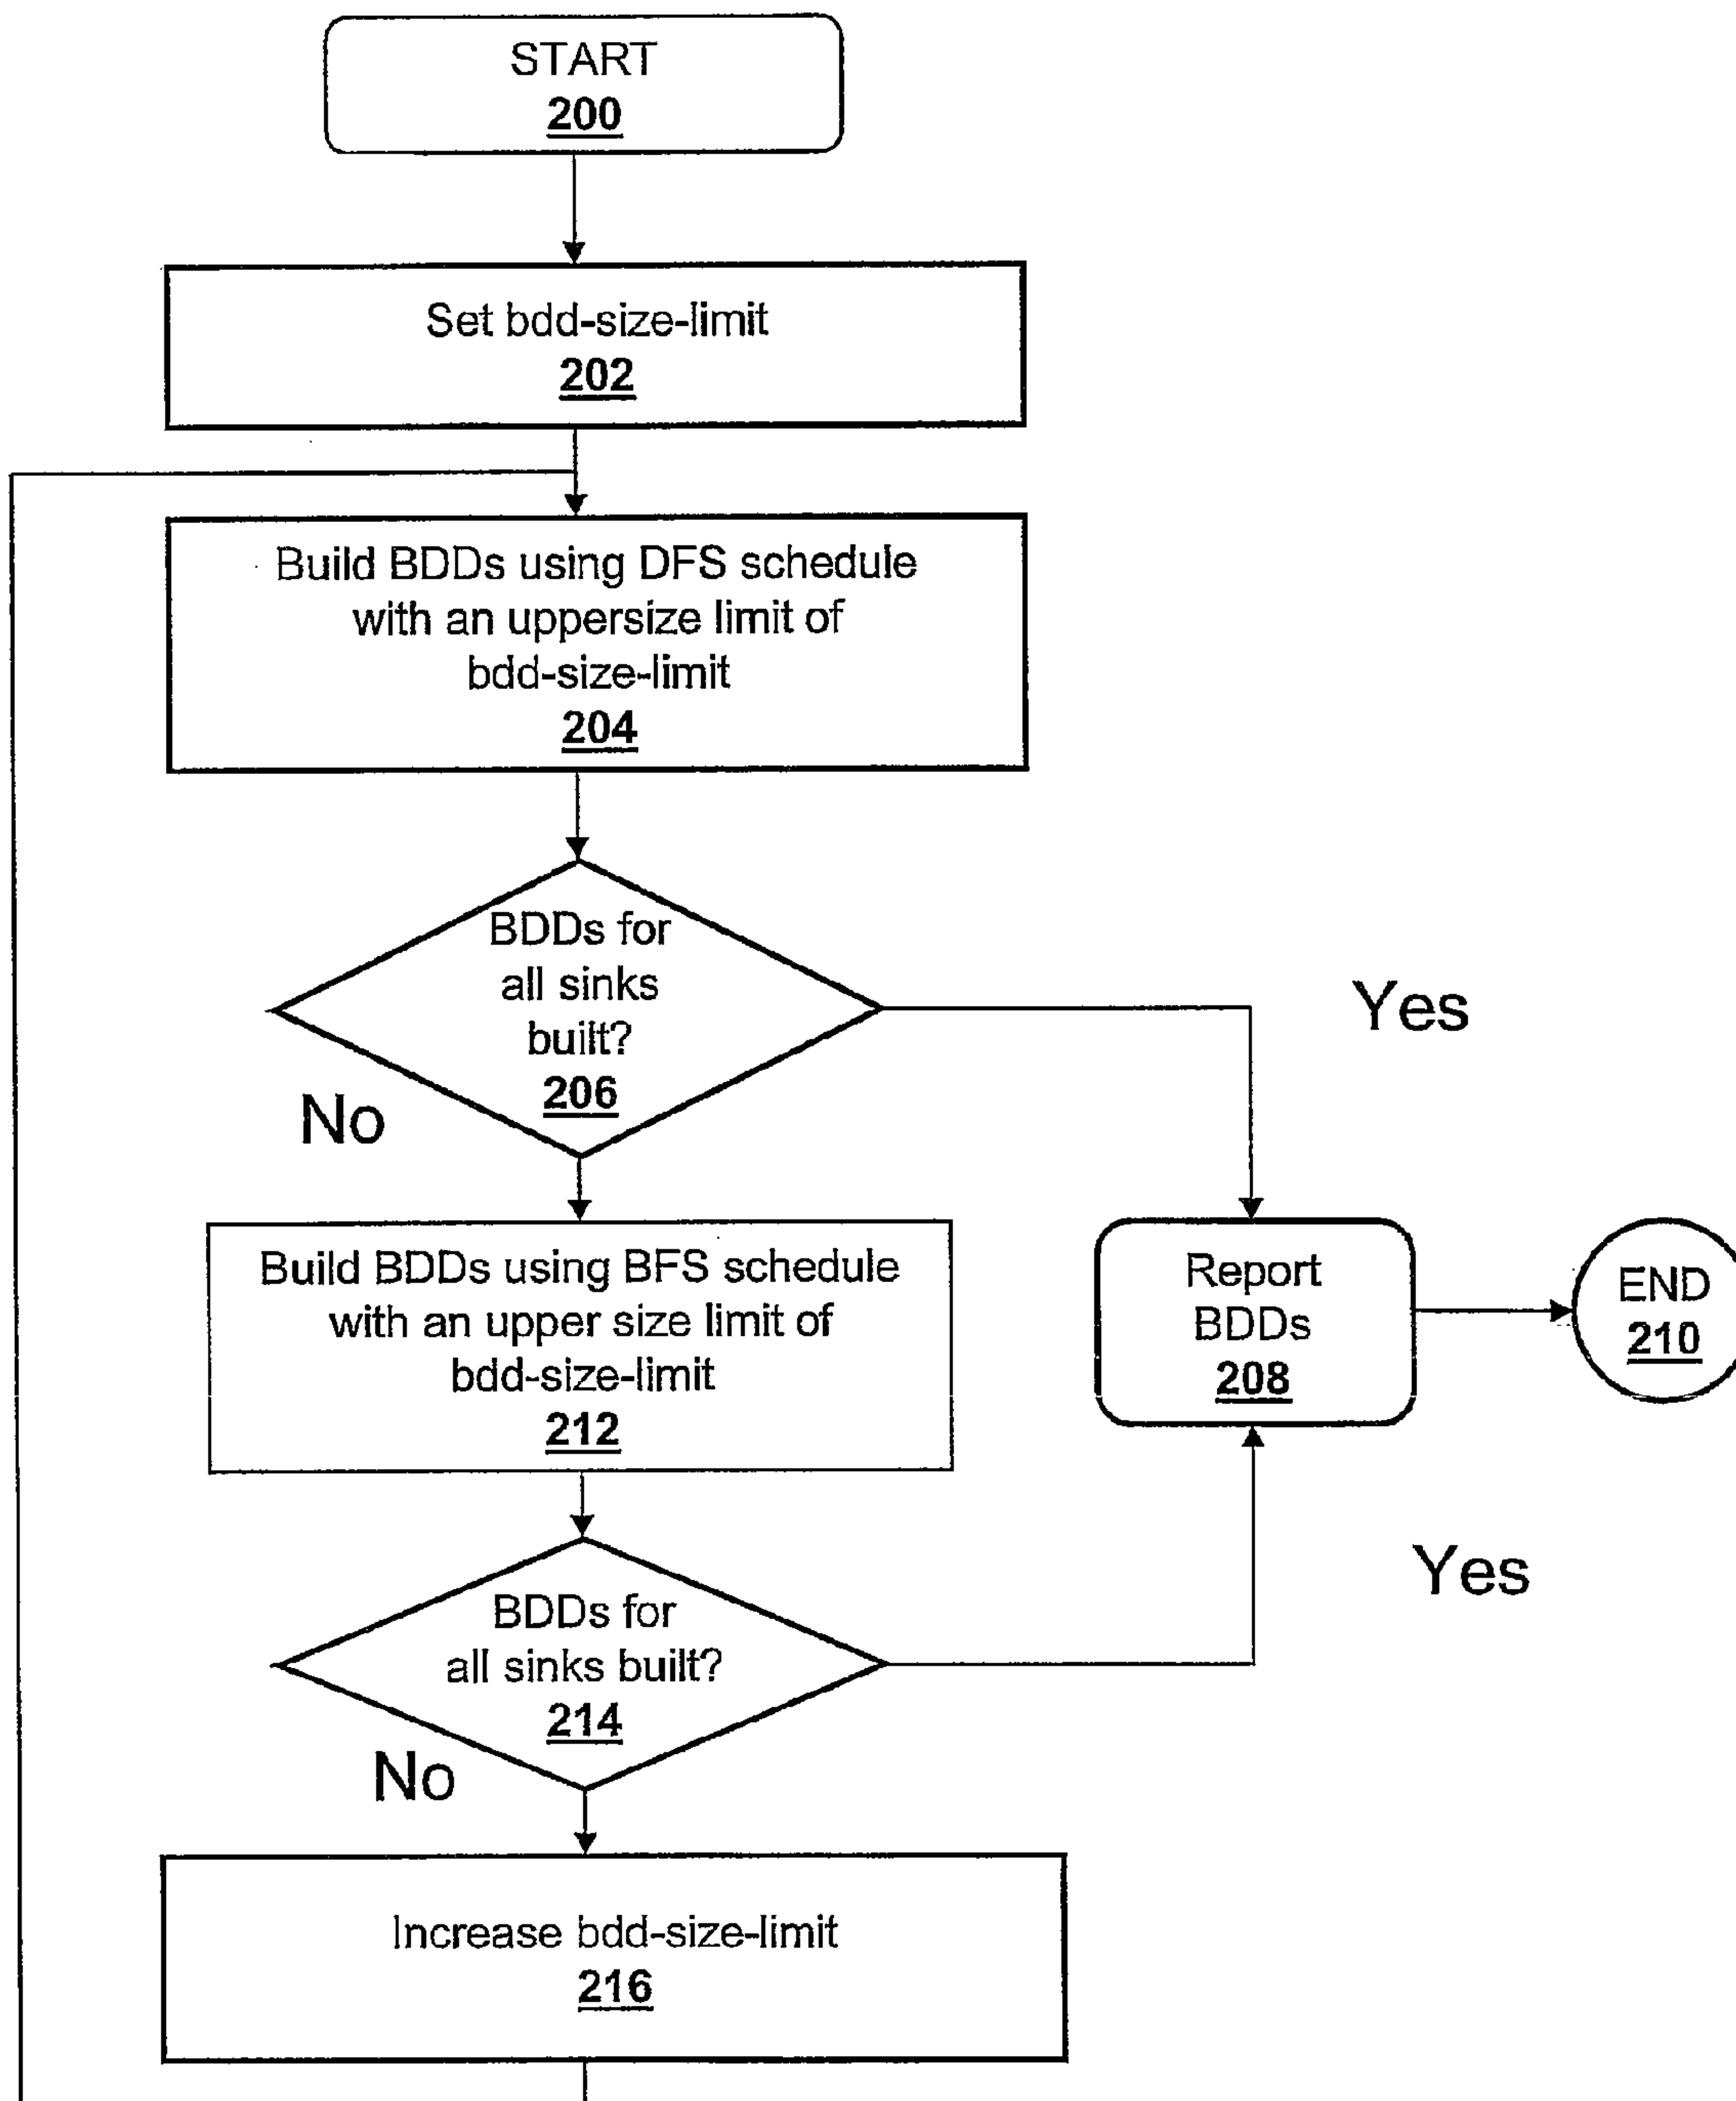 START
200
Set bdd-size-limit
202
Build BDDs using DFS schedule
with an uppersize limit of
bdd-size-limit
204
BDDs for
all sinks
built?
206
Yes
No
Build BDDs using BFS schedule
with an upper size limit of
bdd-size-limit
212
Report
BDDs
208
END
210
BDDs for
all sinks built?
214
Yes
No
Increase bdd-size-limit
216